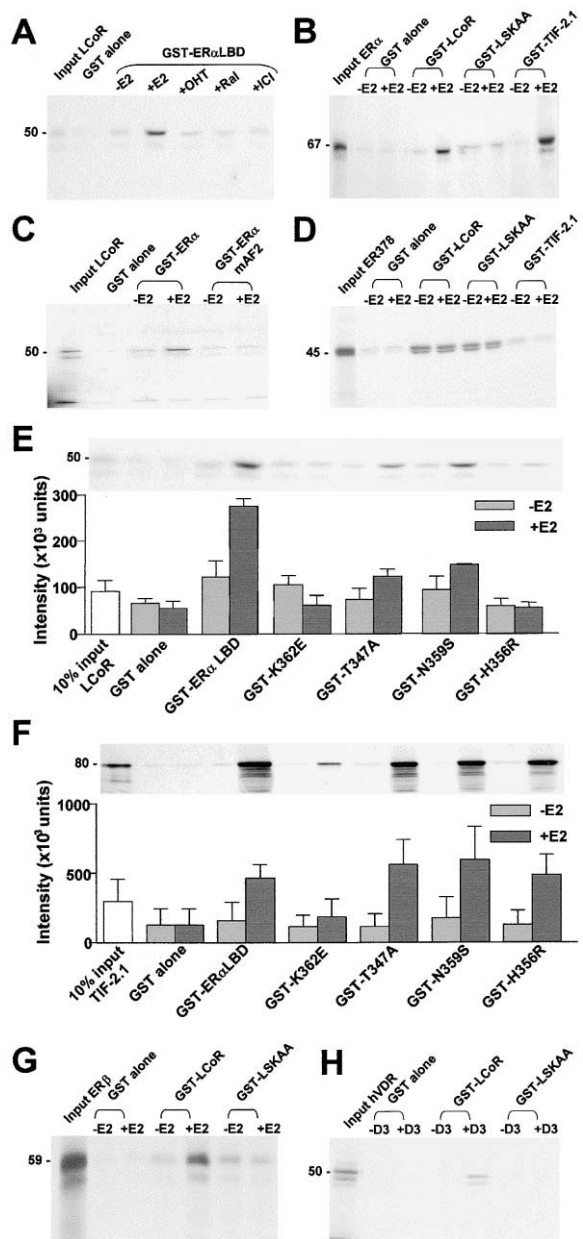 A
Input LCoR
GST alone
GST-ERαLBD
-E2
+E2
+OHT
+Ral
+ICI
50 -
B
Input ERα
GST alone
GST-LCoR
GST-LSKAA
GST-TIF-2.1
-E2 +E2 -E2 +E2 -E2 +E2 -E2 +E2
67 -
C
Input LCoR
GST alone
GST-ERα
GST-ERα
mAF2
-E2 +E2 -E2 +E2
50 -
D
Input ER378
GST alone
GST-LCoR
GST-LSKAA
GST-TIF-2.1
-E2 +E2 -E2 +E2 -E2 +E2 -E2 +E2
45 -
E
50 -
Intensity (x10³ units)
300
200
100
0
-E2
+E2
10% input
LCoR
GST alone
GST-ERα LBD
GST-K362E
GST-T347A
GST-N359S
GST-H356R
F
80 -
Intensity (x10³ units)
1000
500
0
-E2
+E2
10% input
TIF-2.1
GST alone
GST-ERαLBD
GST-K362E
GST-T347A
GST-N359S
GST-H356R
G
Input ERβ
GST alone
GST-LCoR
GST-LSKAA
-E2 +E2 -E2 +E2 -E2 +E2
59 -
H
Input hVDR
GST alone
GST-LCoR
GST-LSKAA
-D3 +D3 -D3 +D3 -D3 +D3
50 -